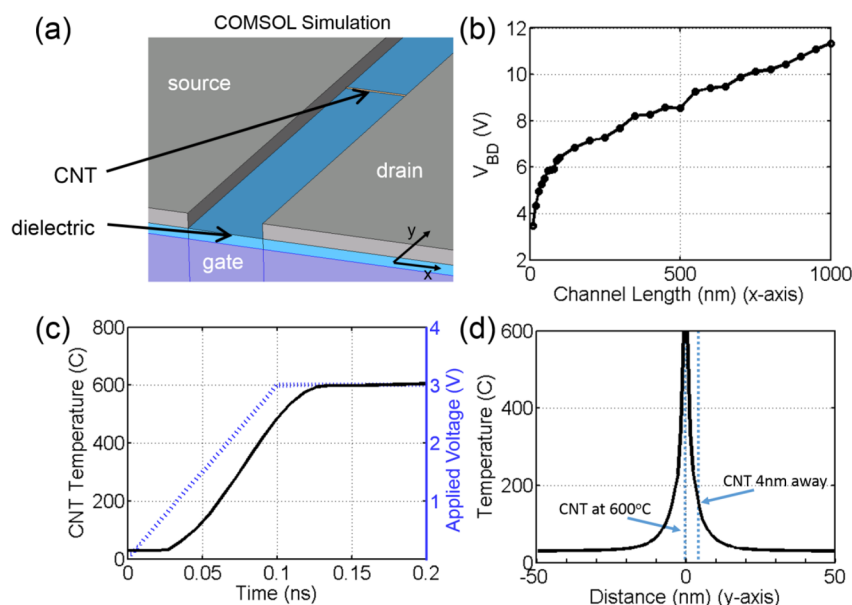 (a)
COMSOL Simulation
source
CNT
drain
dielectric
gate
y
x
(b)
12
10
8
6
4
2
V_BD (V)
500
1000
Channel Length (nm) (x-axis)
(c)
800
600
400
200
0
CNT Temperature (C)
4
3
2
1
Applied Voltage (V)
0
0.05
0.1
0.15
0.2
Time (ns)
(d)
600
400
200
0
Temperature (C)
CNT 4nm away
CNT at 600°C
-50
0
50
Distance (nm) (y-axis)